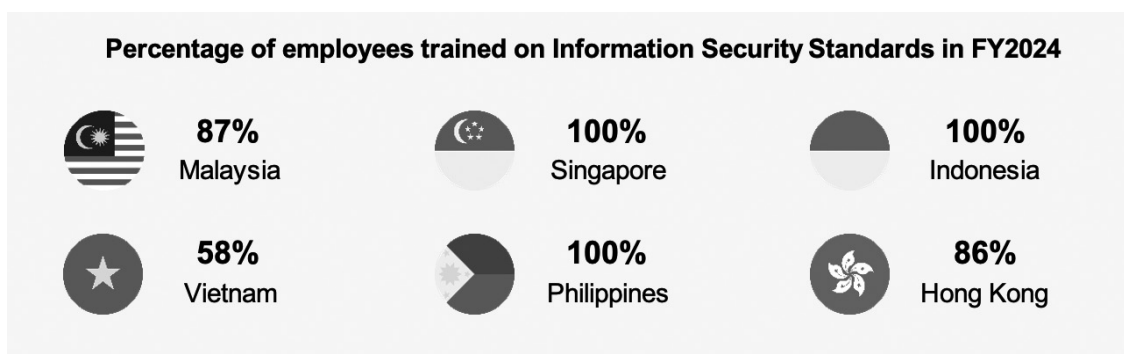 Percentage of employees trained on Information Security Standards in FY2024
87%
Malaysia
100%
Singapore
100%
Indonesia
58%
Vietnam
100%
Philippines
86%
Hong Kong